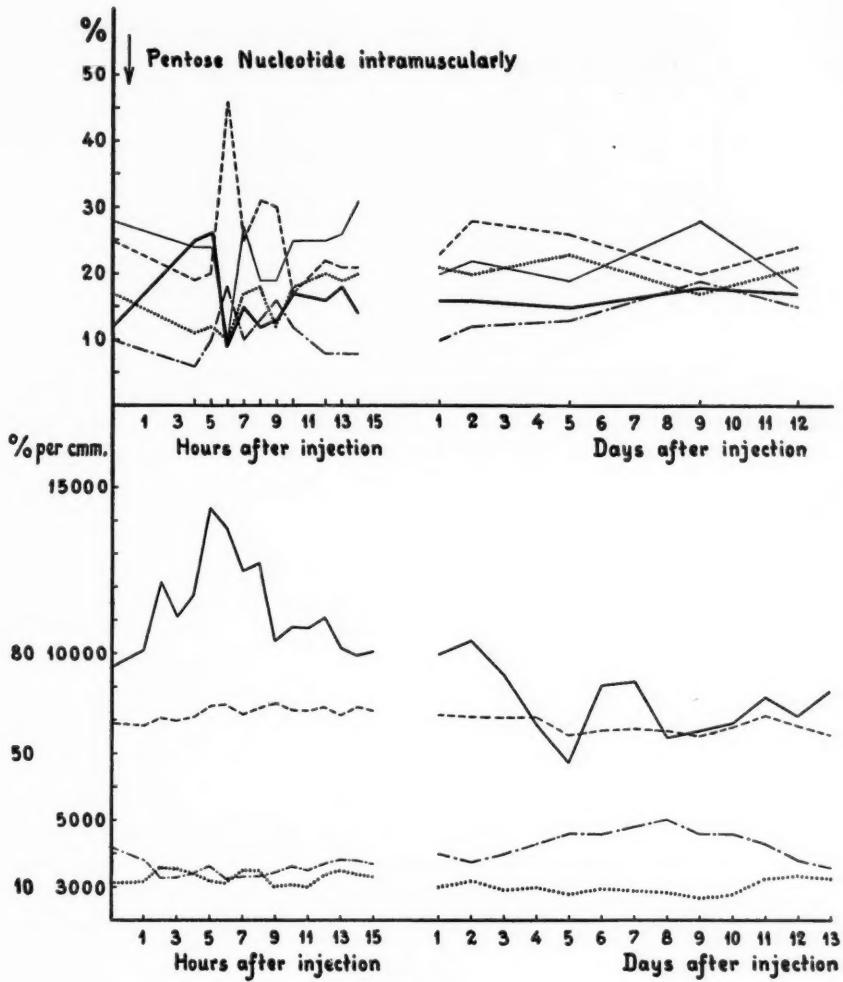 %
Pentose Nucleotide intramuscularly
50
40
30
20
10
1 3 5 7 9 11 13 15
Hours after injection
1 2 3 4 5 6 7 8 9 10 11 12
Days after injection
% per cmm.
15000
80 10000
50
5000
10 3000
1 3 5 7 9 11 13 15
Hours after injection
1 2 3 4 5 6 7 8 9 10 11 12 13
Days after injection